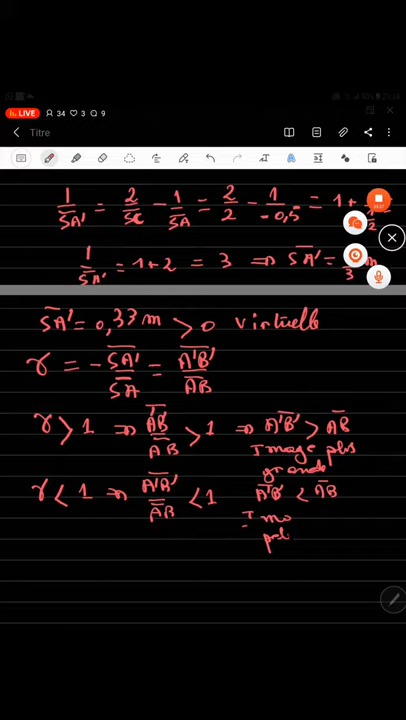 LIVE 34 3 9
Titre
1/SA' = 2/SC − 1/SA = 2/2 − 1/−0,5 = 1 +
1/SA' = 1 + 2 = 3 ⇒ SA' = /3 m
SA' = 0,33 m > 0 virtuelle
γ = − SA'/SA = A'B'/AB
γ > 1 ⇒ A'B'/AB > 1 ⇒ A'B' > AB
Image plus
grande
γ < 1 ⇒ A'B'/AB < 1 A'B' < AB